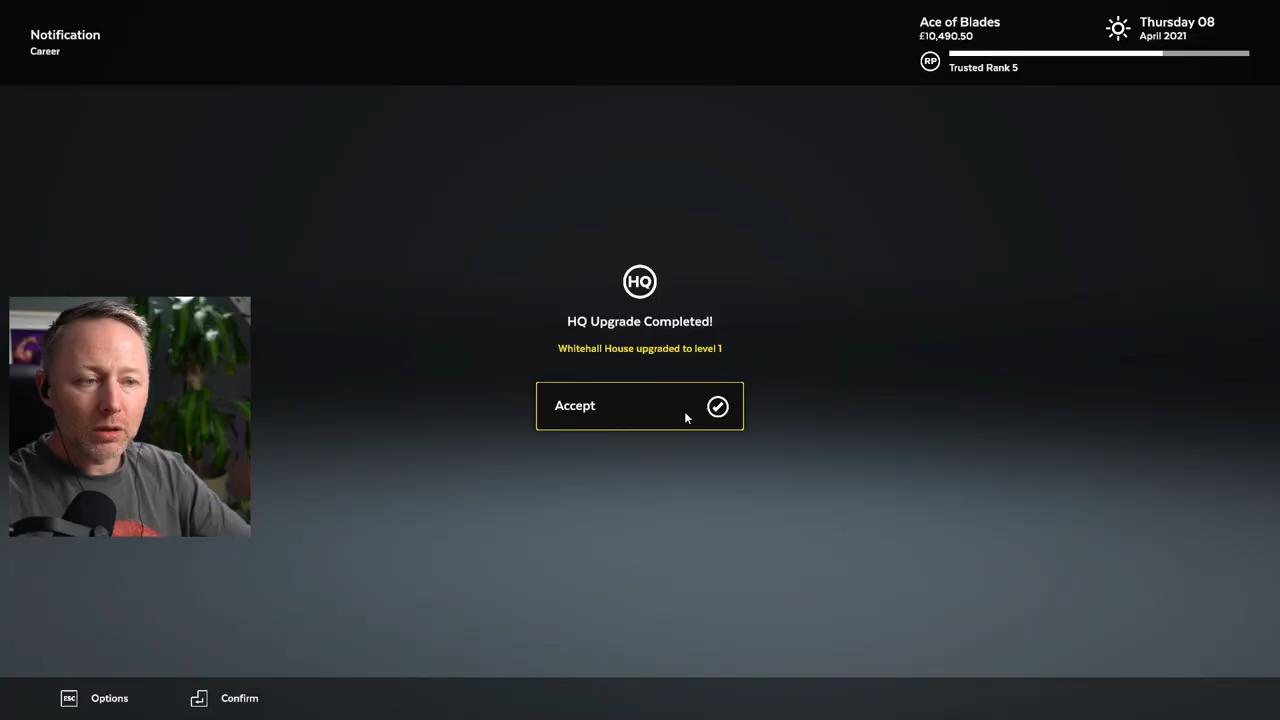 Notification
Career
Ace of Blades
£10,490.50
Thursday 08
April 2021
RP
Trusted Rank 5
HQ
HQ Upgrade Completed!
Whitehall House upgraded to level 1
Accept
ESC
Options
Confirm